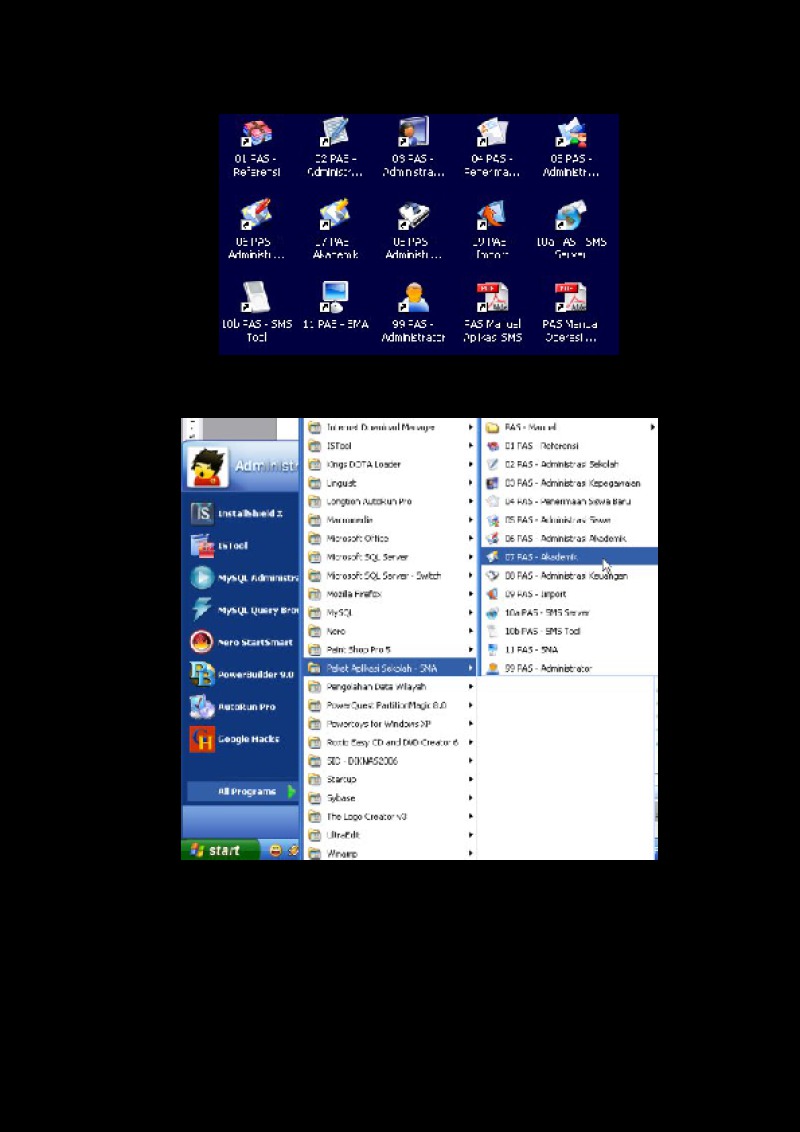 01 PAS -
Referensi
02 PAS -
Administr...
03 PAS -
Administra...
04 PAS -
Penerima...
05 PAS -
Administr...
06 PAS -
Administr...
07 PAS -
Akademik
08 PAS -
Administr...
09 PAS -
Import
10a PAS - SMS
Server
10b PAS - SMS
Tool
11 PAS - SMA
99 PAS -
Administrator
PAS Manual
Aplikasi SMS
PAS Manual
Operasi ...
Administr
InstallShield Z
ISTool
MySQL Administra
MySQL Query Brow
Nero StartSmart
PowerBuilder 9.0
AutoRun Pro
Google Hacks
All Programs
start
Internet Download Manager
ISTool
Kings DOTA Loader
Linguist
Longtion AutoRun Pro
Macromedia
Microsoft Office
Microsoft SQL Server
Microsoft SQL Server - Switch
Mozilla Firefox
MySQL
Nero
Paint Shop Pro 5
Paket Aplikasi Sekolah - SMA
Pengolahan Data Wilayah
PowerQuest PartitionMagic 8.0
Powertoys for Windows XP
Roxio Easy CD and DVD Creator 6
SIO - DIKNAS2006
Startup
Sybase
The Logo Creator v3
UltraEdit
Winamp
PAS - Manual
01 PAS - Referensi
02 PAS - Administrasi Sekolah
03 PAS - Administrasi Kepegawaian
04 PAS - Penerimaan Siswa Baru
05 PAS - Administrasi Siswa
06 PAS - Administrasi Akademik
07 PAS - Akademik
08 PAS - Administrasi Keuangan
09 PAS - Import
10a PAS - SMS Server
10b PAS - SMS Tool
11 PAS - SMA
99 PAS - Administrator